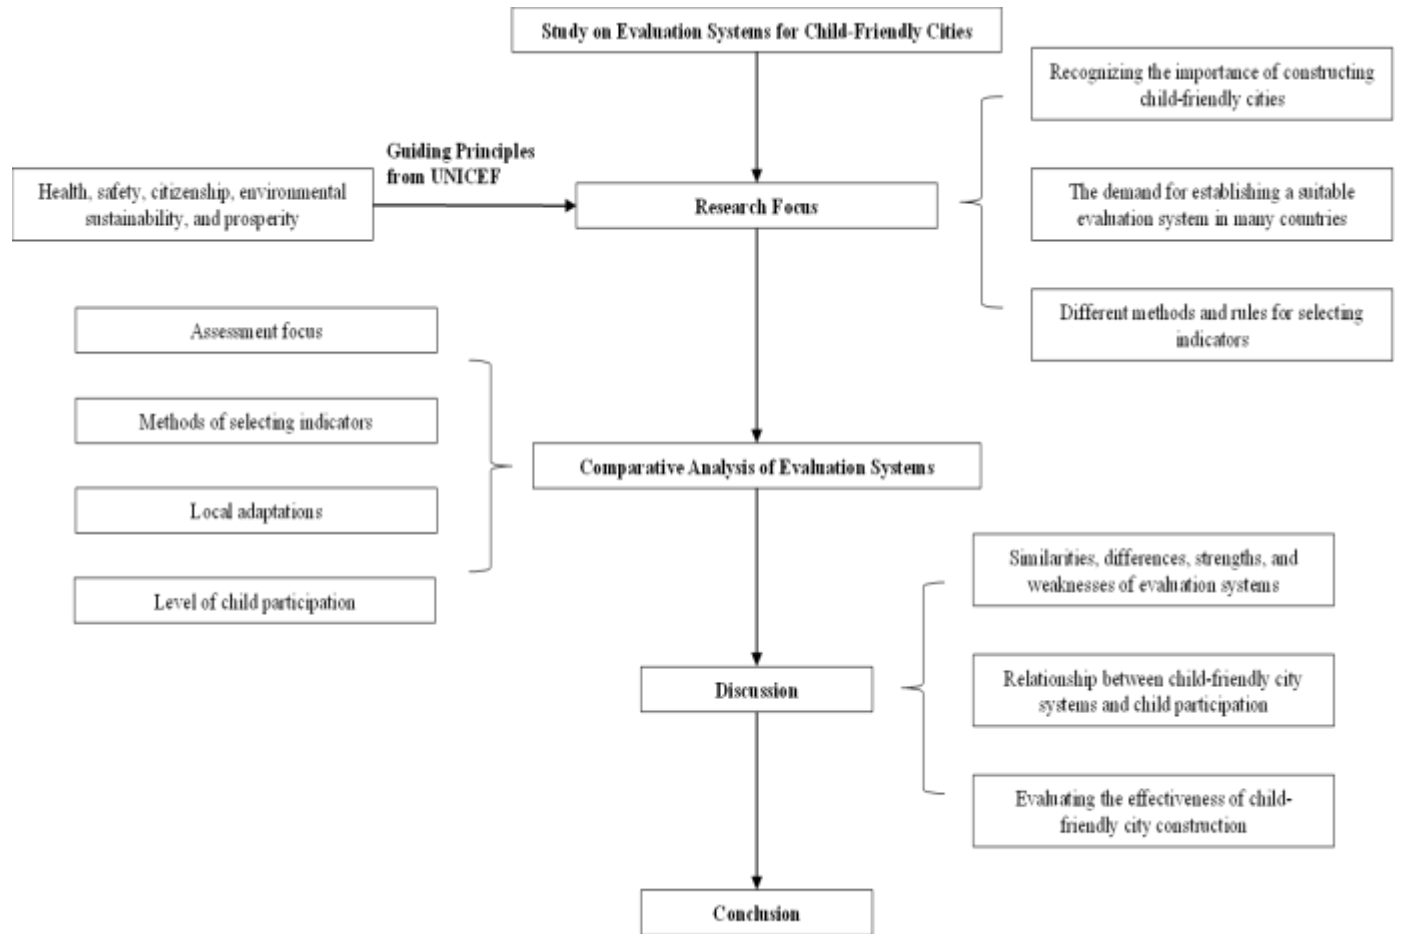 Study on Evaluation Systems for Child-Friendly Cities
Recognizing the importance of constructing
child-friendly cities
Guiding Principles
from UNICEF
Health, safety, citizenship, environmental
sustainability, and prosperity
Research Focus
The demand for establishing a suitable
evaluation system in many countries
Different methods and rules for selecting
indicators
Assessment focus
Methods of selecting indicators
Local adaptations
Level of child participation
Comparative Analysis of Evaluation Systems
Similarities, differences, strengths, and
weaknesses of evaluation systems
Discussion
Relationship between child-friendly city
systems and child participation
Evaluating the effectiveness of child-
friendly city construction
Conclusion